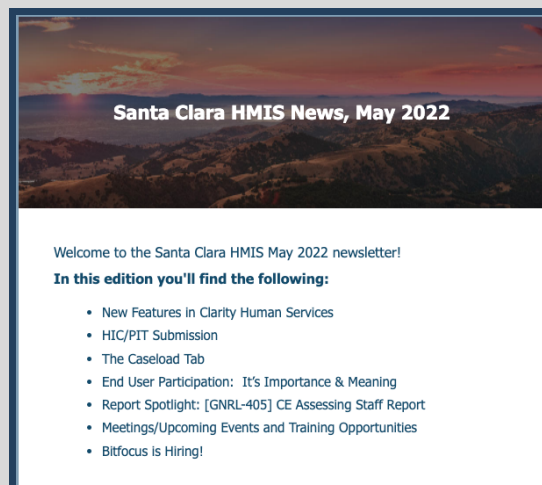 Santa Clara HMIS News, May 2022
Welcome to the Santa Clara HMIS May 2022 newsletter!
In this edition you'll find the following:
• New Features in Clarity Human Services
• HIC/PIT Submission
• The Caseload Tab
• End User Participation:  It's Importance & Meaning
• Report Spotlight: [GNRL-405] CE Assessing Staff Report
• Meetings/Upcoming Events and Training Opportunities
• Bitfocus is Hiring!